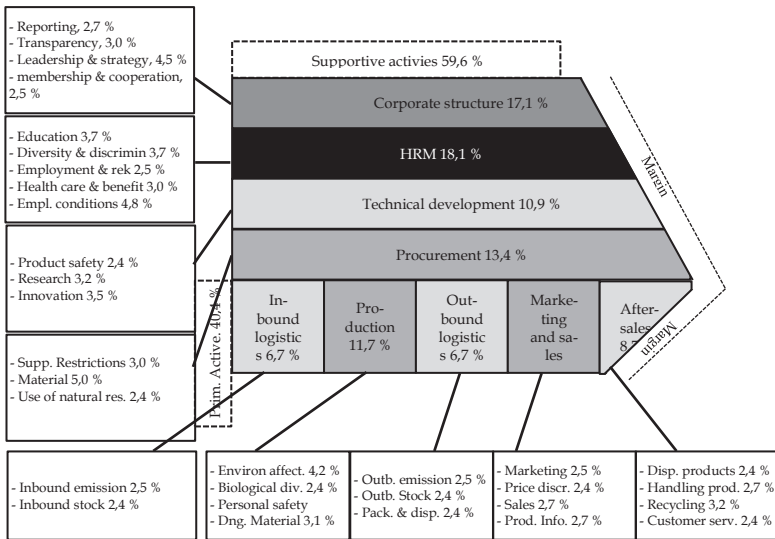 - Reporting, 2,7 %
- Transparency, 3,0 %
- Leadership & strategy, 4,5 %
- membership & cooperation,
2,5 %
Supportive activies 59,6 %
Corporate structure 17,1 %
- Education 3,7 %
- Diversity & discrimin 3,7 %
- Employment & rek 2,5 %
- Health care & benefit 3,0 %
- Empl. conditions 4,8 %
HRM 18,1 %
Margin
Technical development 10,9 %
- Product safety 2,4 %
- Research 3,2 %
- Innovation 3,5 %
Procurement 13,4 %
Prim. Active. 40,4 %
In-
bound
logistic
s 6,7 %
Pro-
duction
11,7 %
Out-
bound
logistic
s 6,7 %
Marke-
ting
and sa-
les
After-
sales
8,
Margin
- Supp. Restrictions 3,0 %
- Material 5,0 %
- Use of natural res. 2,4 %
- Inbound emission 2,5 %
- Inbound stock 2,4 %
- Environ affect. 4,2 %
- Biological div. 2,4 %
- Personal safety
- Dng. Material 3,1 %
- Outb. emission 2,5 %
- Outb. Stock 2,4 %
- Pack. & disp. 2,4 %
- Marketing 2,5 %
- Price discr. 2,4 %
- Sales 2,7 %
- Prod. Info. 2,7 %
- Disp. products 2,4 %
- Handling prod. 2,7 %
- Recycling 3,2 %
- Customer serv. 2,4 %